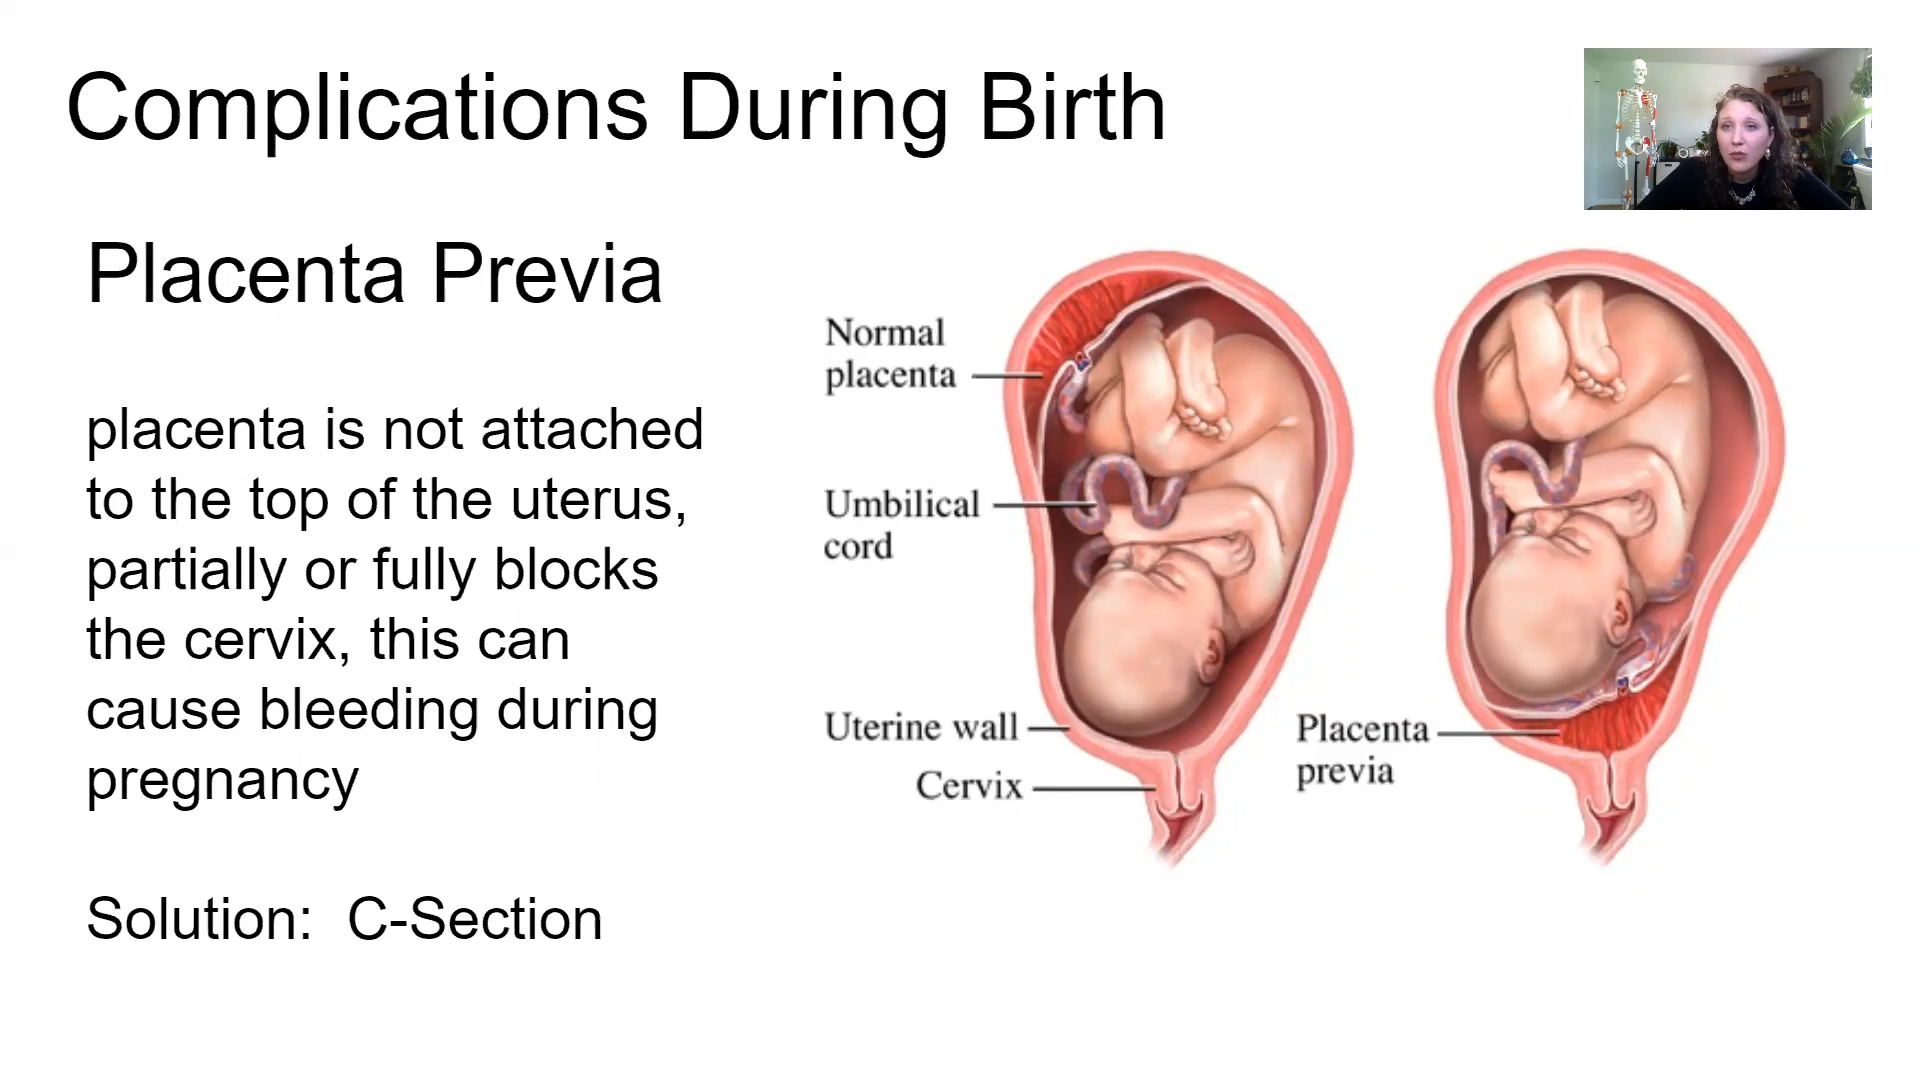 Complications During Birth
Placenta Previa
placenta is not attached
to the top of the uterus,
partially or fully blocks
the cervix, this can
cause bleeding during
pregnancy
Solution:  C-Section
Normal
placenta
Umbilical
cord
Uterine wall
Cervix
Placenta
previa